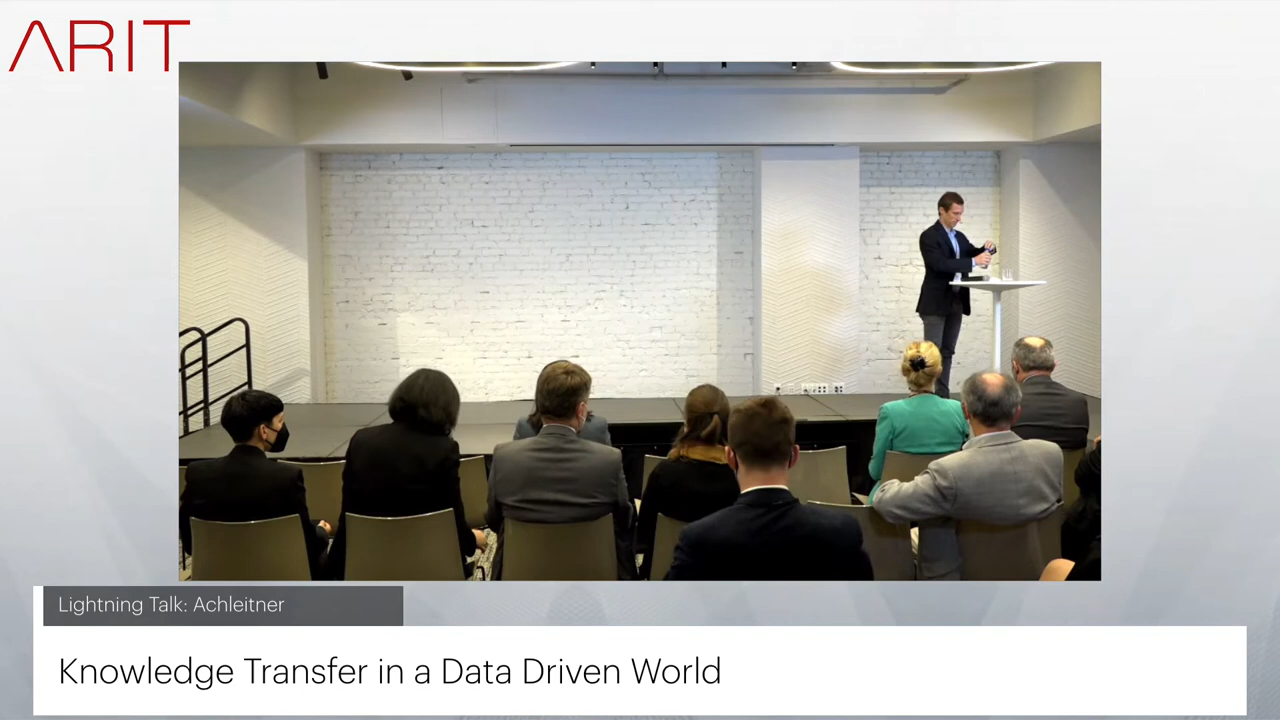 ARIT
Lightning Talk: Achleitner
Knowledge Transfer in a Data Driven World